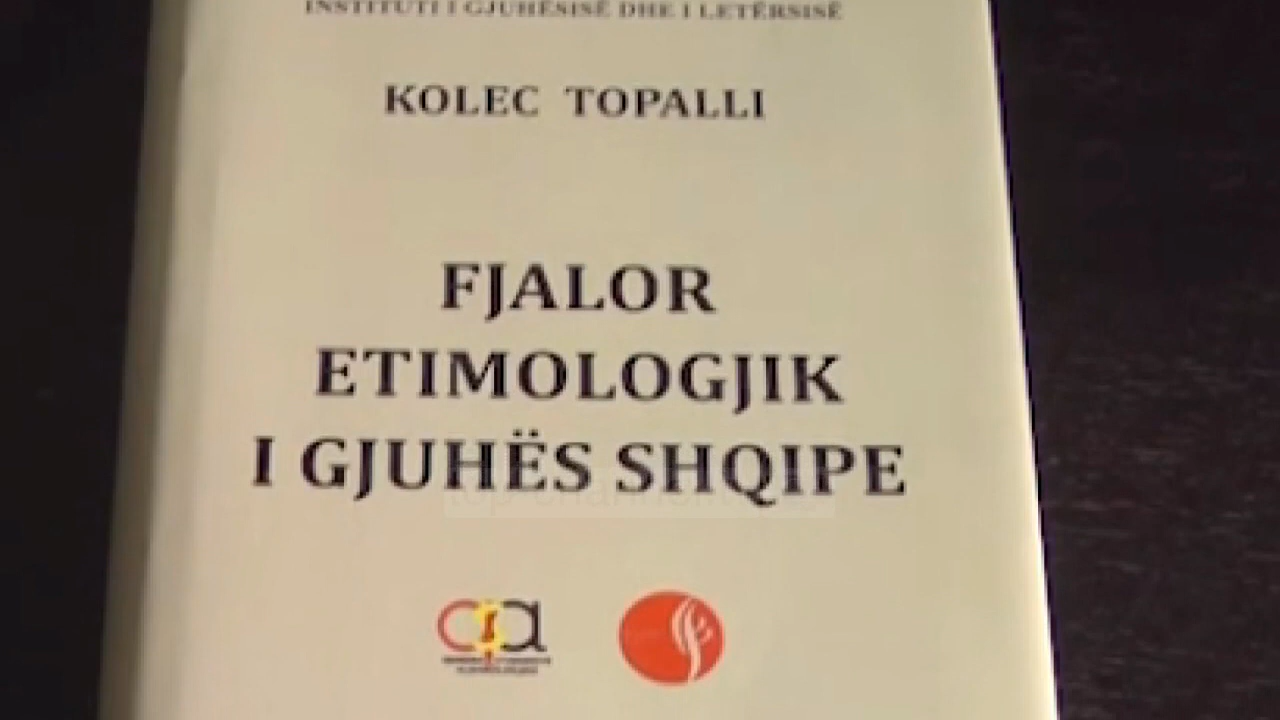 INSTITUTI I GJUHËSISË DHE I LETËRSISË
KOLEC TOPALLI
FJALOR
ETIMOLOGJIK
I GJUHËS SHQIPE